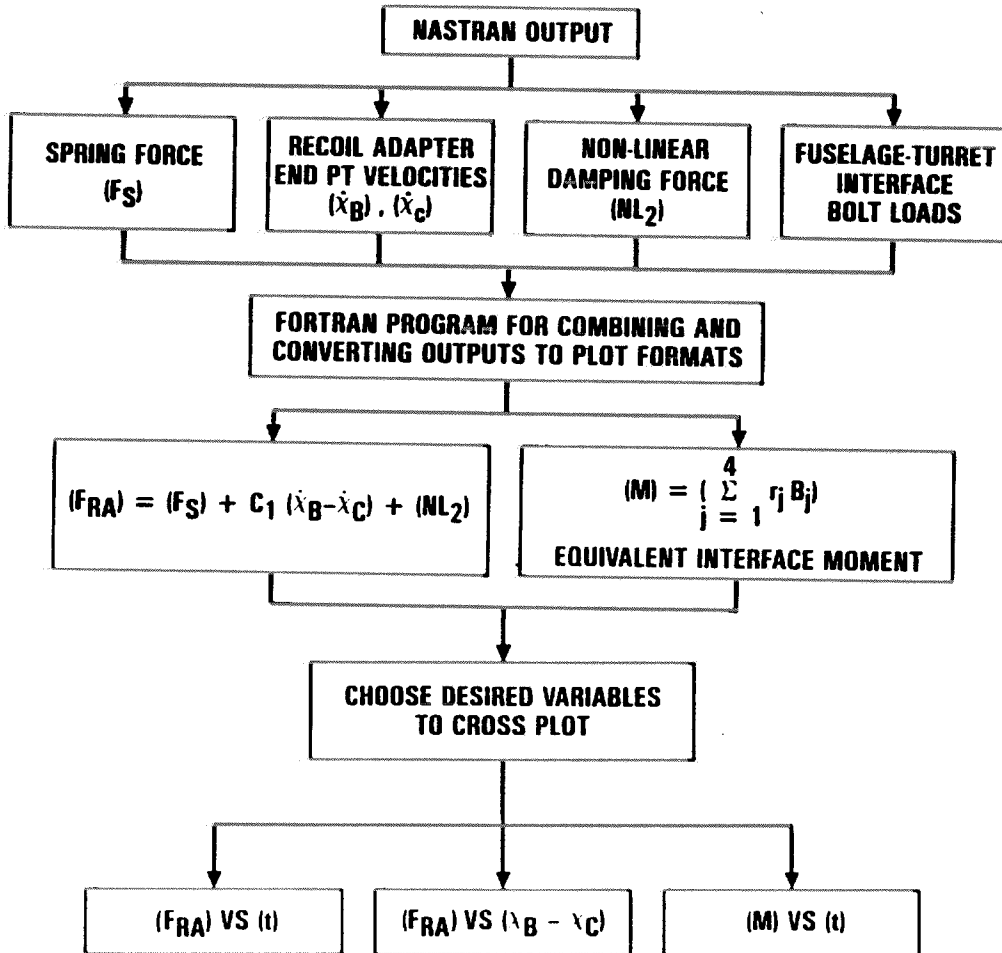 NASTRAN OUTPUT
SPRING FORCE
(FS)
RECOIL ADAPTER
END PT VELOCITIES
(ẋB) , (ẋc)
NON-LINEAR
DAMPING FORCE
(NL2)
FUSELAGE-TURRET
INTERFACE
BOLT LOADS
FORTRAN PROGRAM FOR COMBINING AND
CONVERTING OUTPUTS TO PLOT FORMATS
(FRA) = (FS) + C1 (ẋB-ẋC) + (NL2)
4
(M) = ( Σ rj Bj)
j = 1
EQUIVALENT INTERFACE MOMENT
CHOOSE DESIRED VARIABLES
TO CROSS PLOT
(FRA) VS (t)
(FRA) VS (xB - xC)
(M) VS (t)